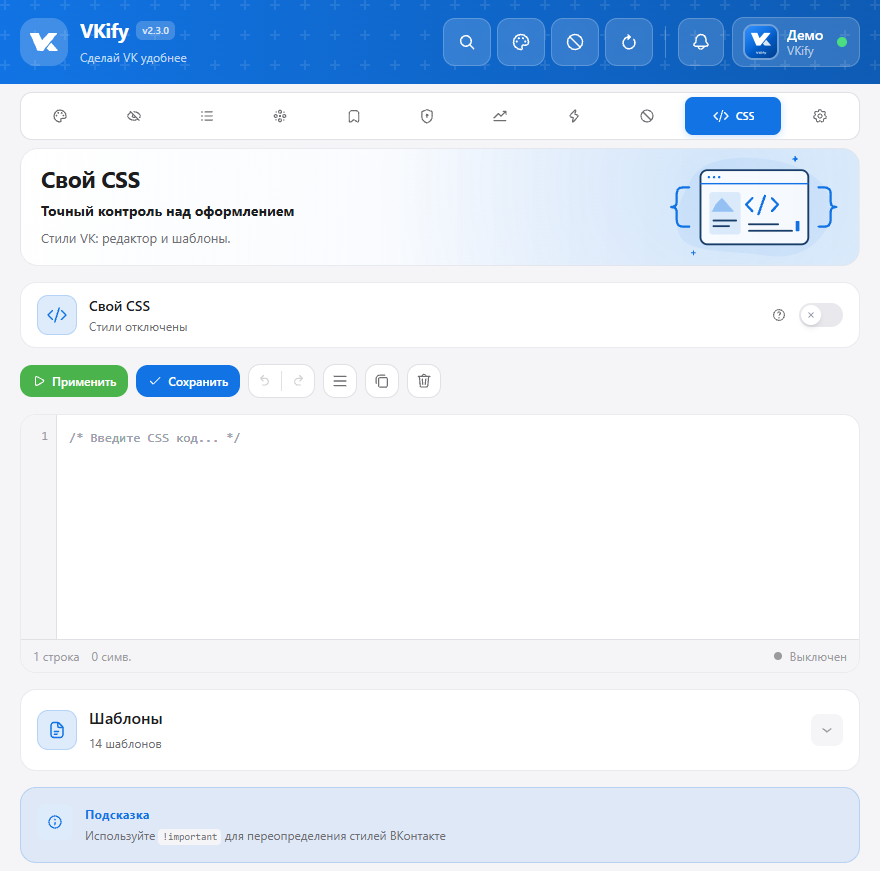 VKify v2.3.0
Сделай VK удобнее
Демо
VKify
</> CSS
Свой CSS
Точный контроль над оформлением
Стили VK: редактор и шаблоны.
Свой CSS
Стили отключены
Применить
Сохранить
1
/* Введите CSS код... */
1 строка 0 симв.
Выключен
Шаблоны
14 шаблонов
Подсказка
Используйте !important для переопределения стилей ВКонтакте